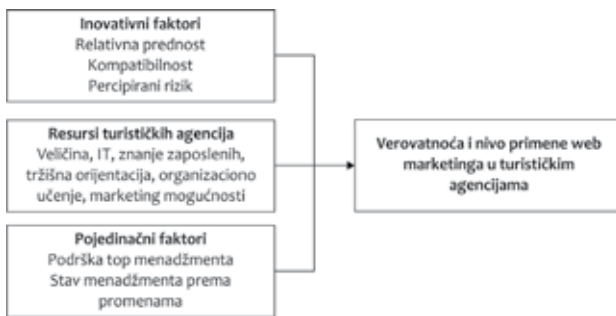 Inovativni faktori
Relativna prednost
Kompatibilnost
Percipirani rizik
Resursi turističkih agencija
Veličina, IT, znanje zaposlenih,
tržišna orijentacija, organizaciono
učenje, marketing mogućnosti
Pojedinačni faktori
Podrška top menadžmenta
Stav menadžmenta prema
promenama
Verovatnoća i nivo primene web
marketinga u turističkim
agencijama